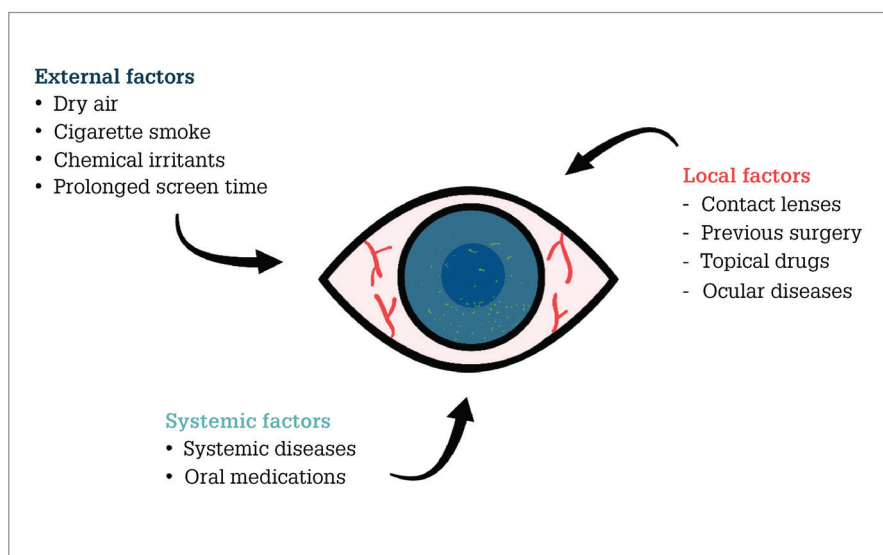 External factors
• Dry air
• Cigarette smoke
• Chemical irritants
• Prolonged screen time
Local factors
- Contact lenses
- Previous surgery
- Topical drugs
- Ocular diseases
Systemic factors
• Systemic diseases
• Oral medications